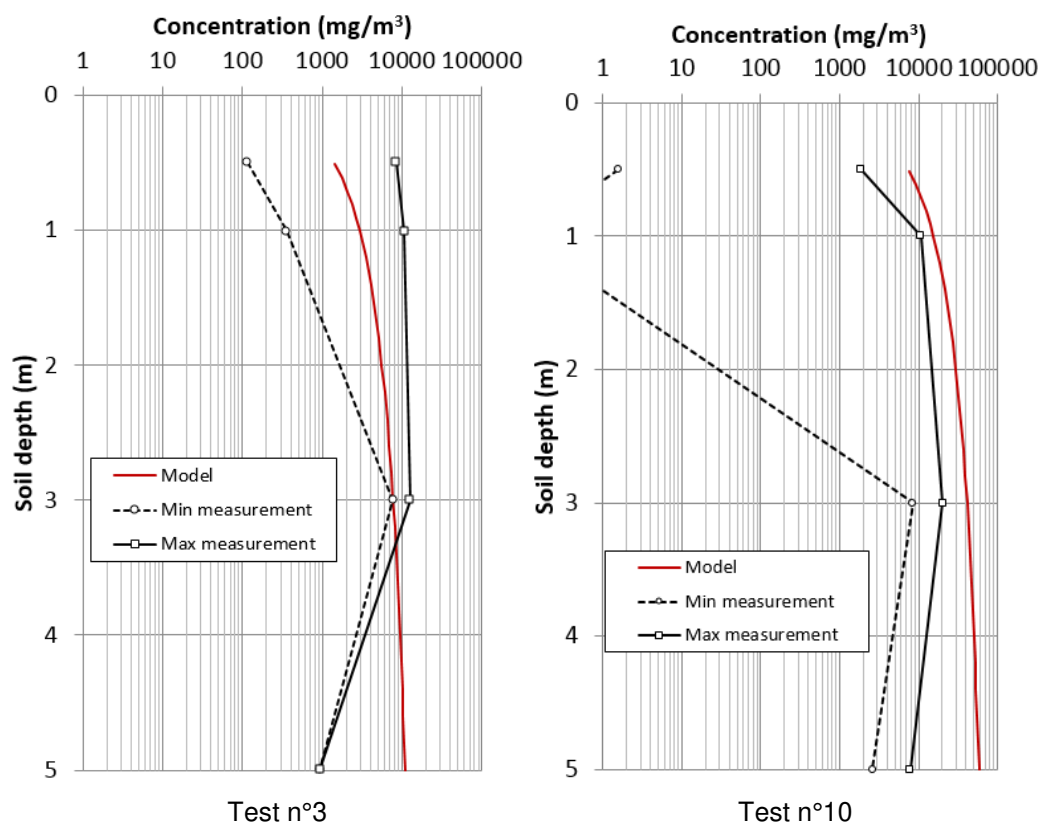 Concentration (mg/m³)
1 10 100 1000 10000 100000
0
1
2
3
4
5
Soil depth (m)
Model
Min measurement
Max measurement
Test n°3
Concentration (mg/m³)
1 10 100 1000 10000 100000
0
1
2
3
4
5
Soil depth (m)
Model
Min measurement
Max measurement
Test n°10